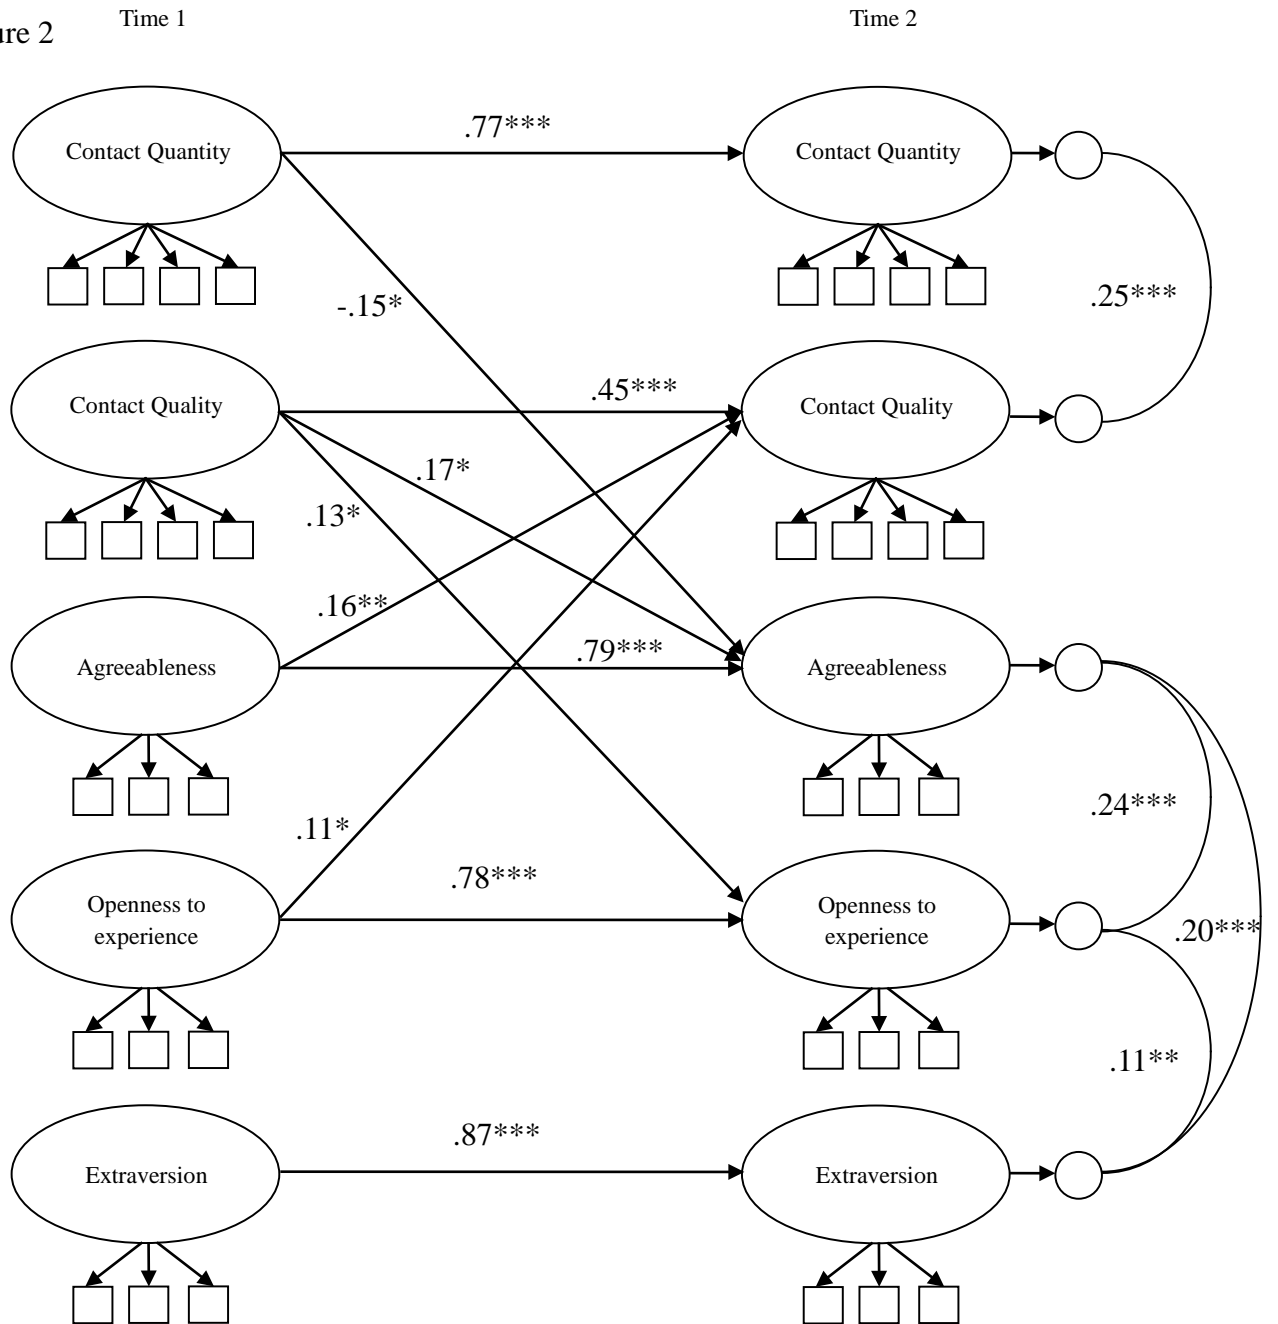 Time 1
Time 2
ure 2
Contact Quantity
.77***
Contact Quantity
-.15*
.25***
Contact Quality
.45***
Contact Quality
.17*
.13*
.16**
Agreeableness
.79***
Agreeableness
.24***
.11*
.78***
Openness to
experience
Openness to
experience
.20***
.11**
.87***
Extraversion
Extraversion